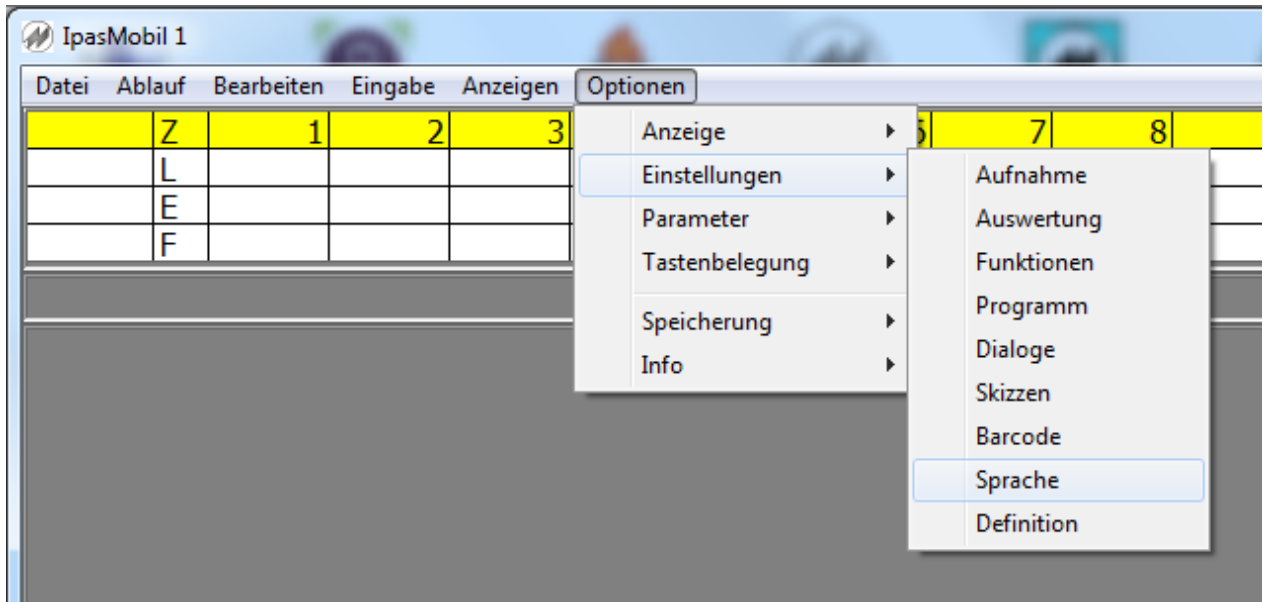 IpasMobil 1
Datei Ablauf Bearbeiten Eingabe Anzeigen Optionen
Z 1 2 3 7 8
L
E
F
Anzeige
Einstellungen
Parameter
Tastenbelegung
Speicherung
Info
Aufnahme
Auswertung
Funktionen
Programm
Dialoge
Skizzen
Barcode
Sprache
Definition